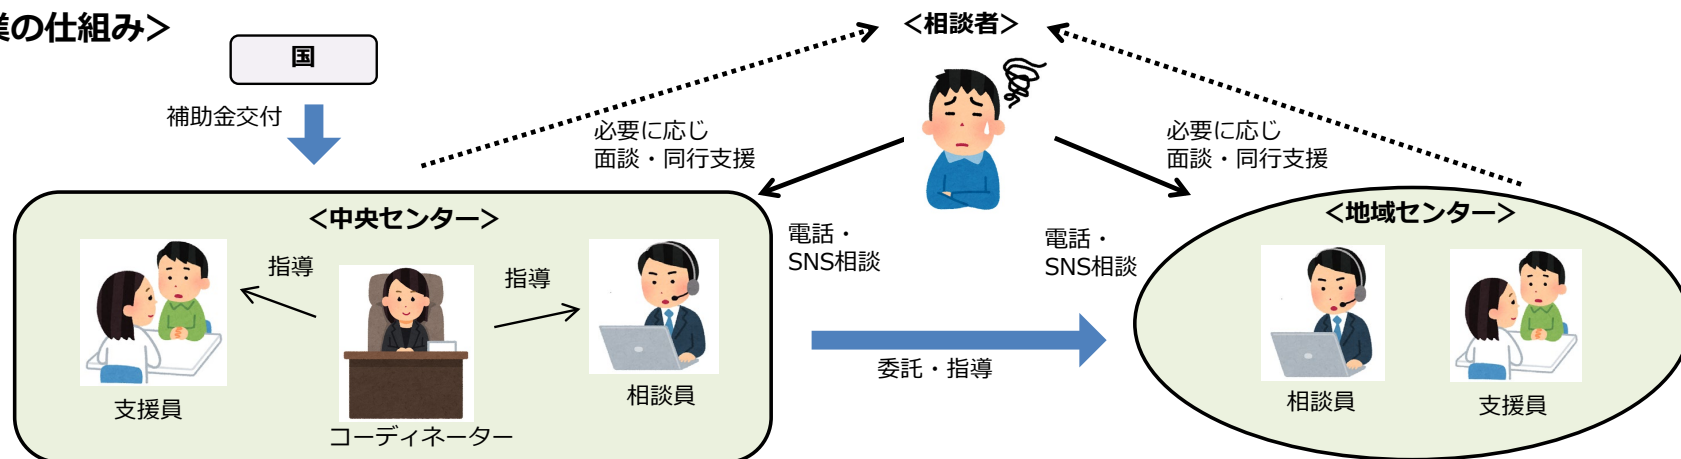 業の仕組み＞
国
補助金交付
＜相談者＞
必要に応じ
面談・同行支援
必要に応じ
面談・同行支援
＜中央センター＞
指導
指導
支援員
コーディネーター
相談員
電話・
SNS相談
電話・
SNS相談
委託・指導
＜地域センター＞
相談員
支援員